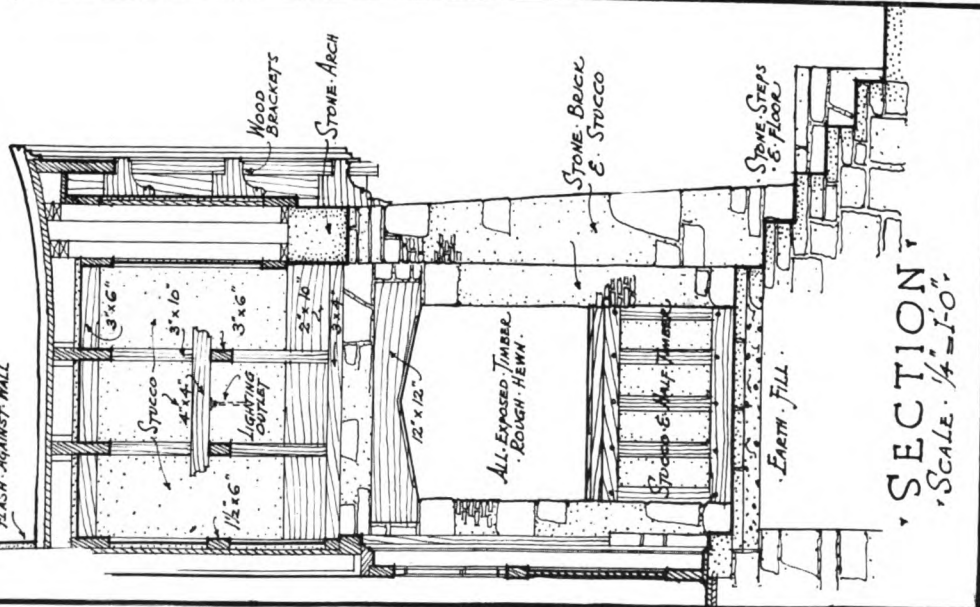 FLASH·AGAINST·WALL
WOOD
BRACKETS
STONE·ARCH
3"x6"
STUCCO
3"x10"
4"x4"
3"x6"
LIGHTING
OUTLET
1½"x6"
2"x10"
3"x4"
12"x12"
STONE·BRICK
&·STUCCO
ALL·EXPOSED·TIMBER
·ROUGH·HEWN·
STUCCO·&·HALF·TIMBER
STONE·STEPS
&·FLOOR
EARTH·FILL
SECTION
SCALE·¼"=1'-0"